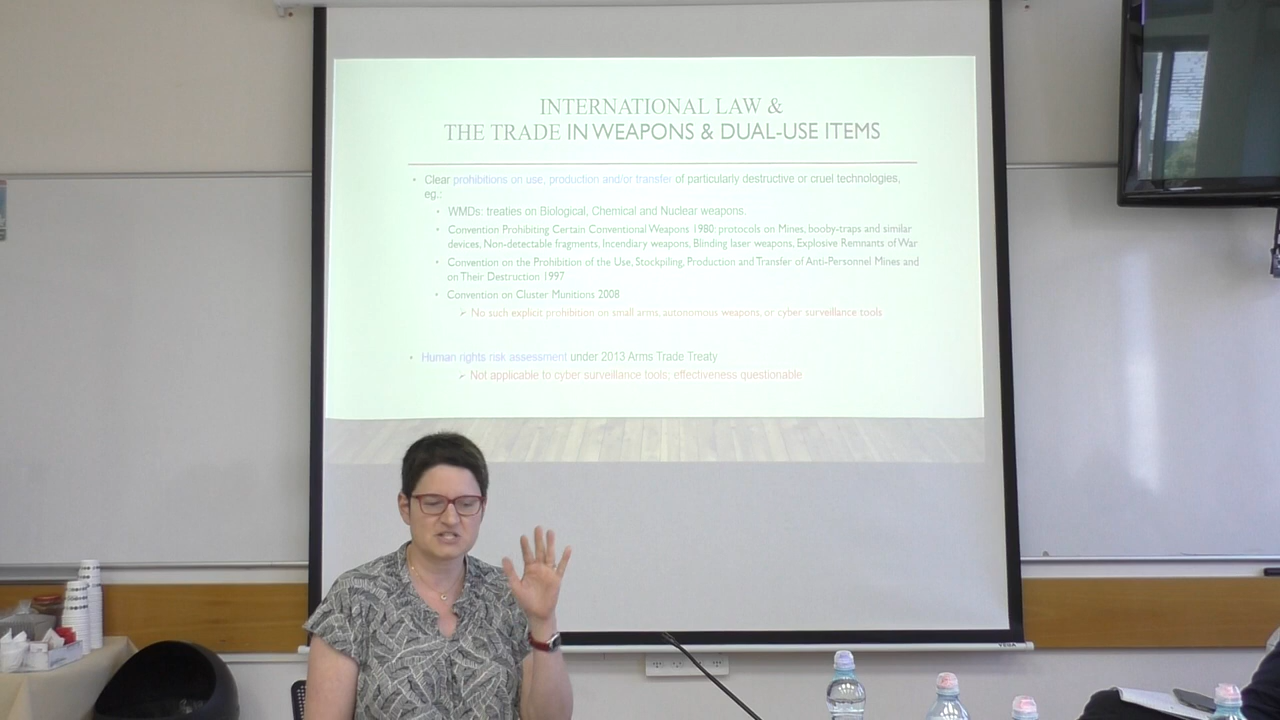 INTERNATIONAL LAW &
THE TRADE IN WEAPONS & DUAL-USE ITEMS
• Clear prohibitions on use, production and/or transfer of particularly destructive or cruel technologies,
eg.:
• WMDs: treaties on Biological, Chemical and Nuclear weapons.
• Convention Prohibiting Certain Conventional Weapons 1980: protocols on Mines, booby-traps and similar
devices, Non-detectable fragments, Incendiary weapons, Blinding laser weapons, Explosive Remnants of War
• Convention on the Prohibition of the Use, Stockpiling, Production and Transfer of Anti-Personnel Mines and
on Their Destruction 1997
• Convention on Cluster Munitions 2008
➢ No such explicit prohibition on small arms, autonomous weapons, or cyber surveillance tools
• Human rights risk assessment under 2013 Arms Trade Treaty
➢ Not applicable to cyber surveillance tools; effectiveness questionable